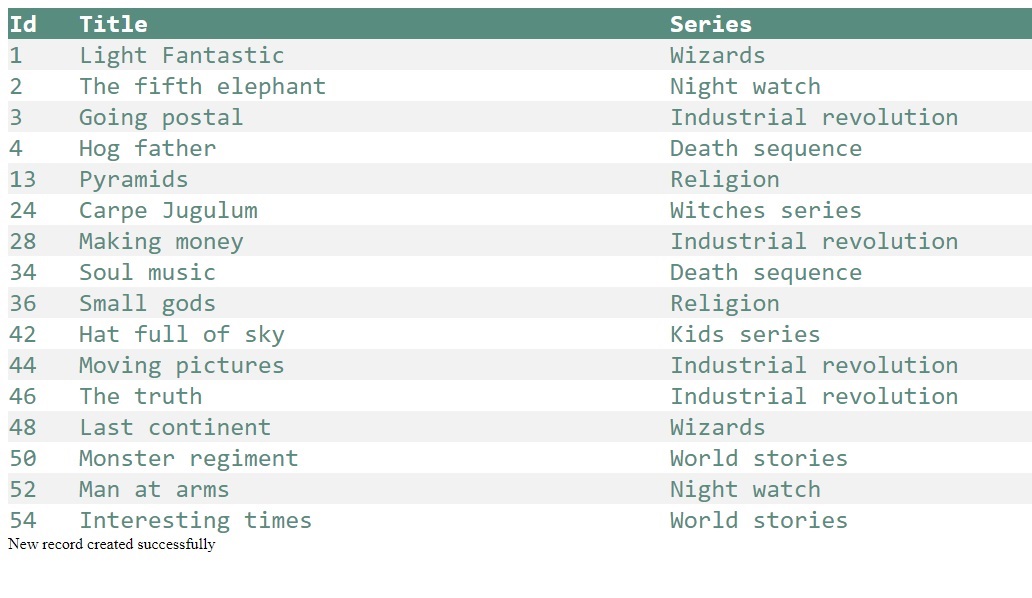 Id Title Series
1 Light Fantastic Wizards
2 The fifth elephant Night watch
3 Going postal Industrial revolution
4 Hog father Death sequence
13 Pyramids Religion
24 Carpe Jugulum Witches series
28 Making money Industrial revolution
34 Soul music Death sequence
36 Small gods Religion
42 Hat full of sky Kids series
44 Moving pictures Industrial revolution
46 The truth Industrial revolution
48 Last continent Wizards
50 Monster regiment World stories
52 Man at arms Night watch
54 Interesting times World stories
New record created successfully